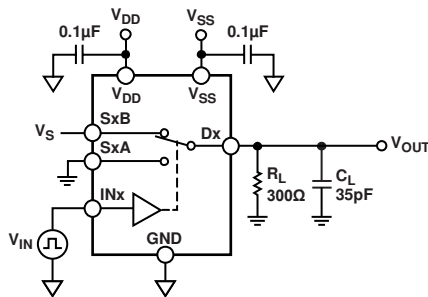 VDD VSS
0.1µF 0.1µF
VDD VSS
VS SxB Dx VOUT
SxA
RL 300Ω CL 35pF
INx
VIN GND